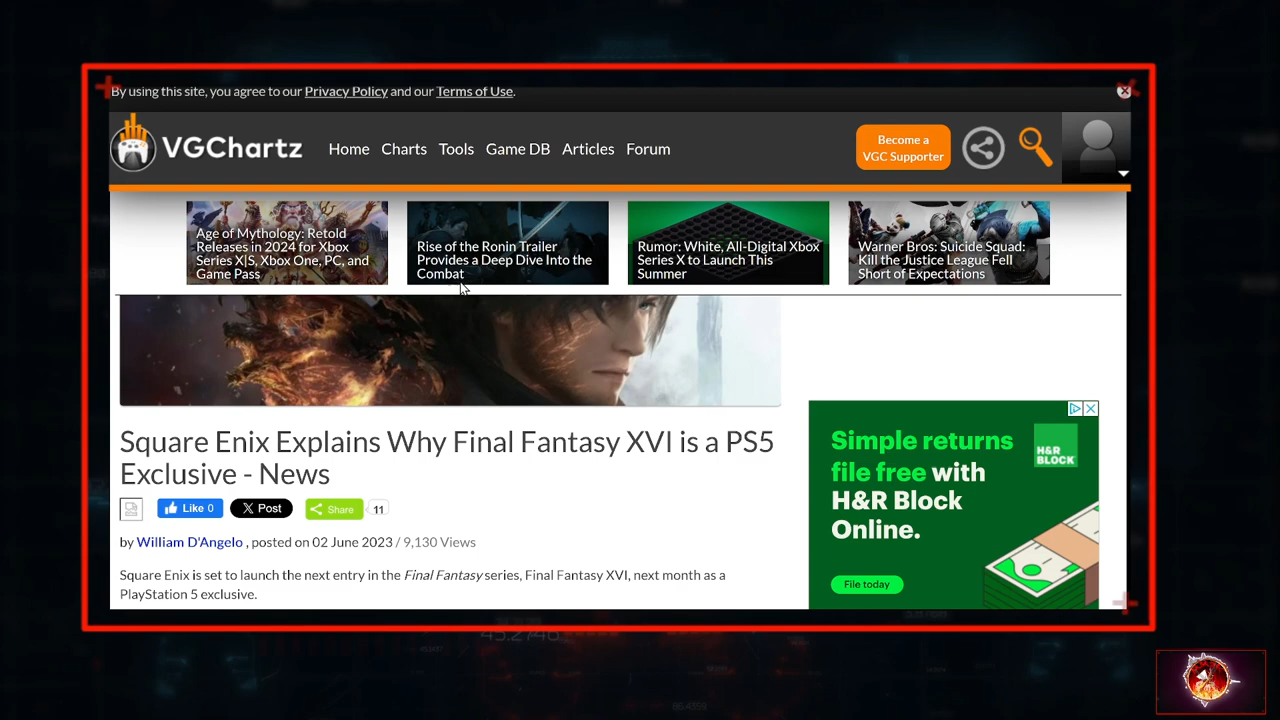 By using this site, you agree to our Privacy Policy and our Terms of Use.
VGChartz
Home Charts Tools Game DB Articles Forum
Become a
VGC Supporter
Age of Mythology: Retold
Releases in 2024 for Xbox
Series X|S, Xbox One, PC, and
Game Pass
Rise of the Ronin Trailer
Provides a Deep Dive Into the
Combat
Rumor: White, All-Digital Xbox
Series X to Launch This
Summer
Warner Bros: Suicide Squad:
Kill the Justice League Fell
Short of Expectations
Square Enix Explains Why Final Fantasy XVI is a PS5
Exclusive - News
Like 0
Post
Share
11
by William D'Angelo , posted on 02 June 2023 / 9,130 Views
Square Enix is set to launch the next entry in the Final Fantasy series, Final Fantasy XVI, next month as a
PlayStation 5 exclusive.
Simple returns
file free with
H&R Block
Online.
H&R
BLOCK
File today